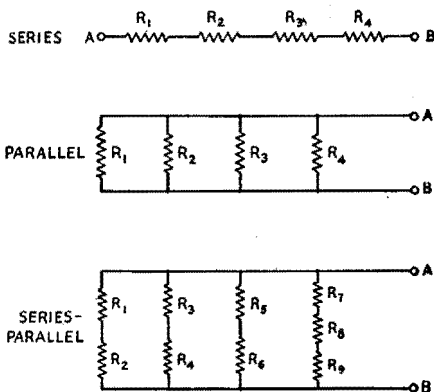 R1 R2 R3 R4
SERIES A B
A
PARALLEL R1 R2 R3 R4
B
A
R1 R3 R5 R7
SERIES-
PARALLEL R8
R2 R4 R6 R9
B